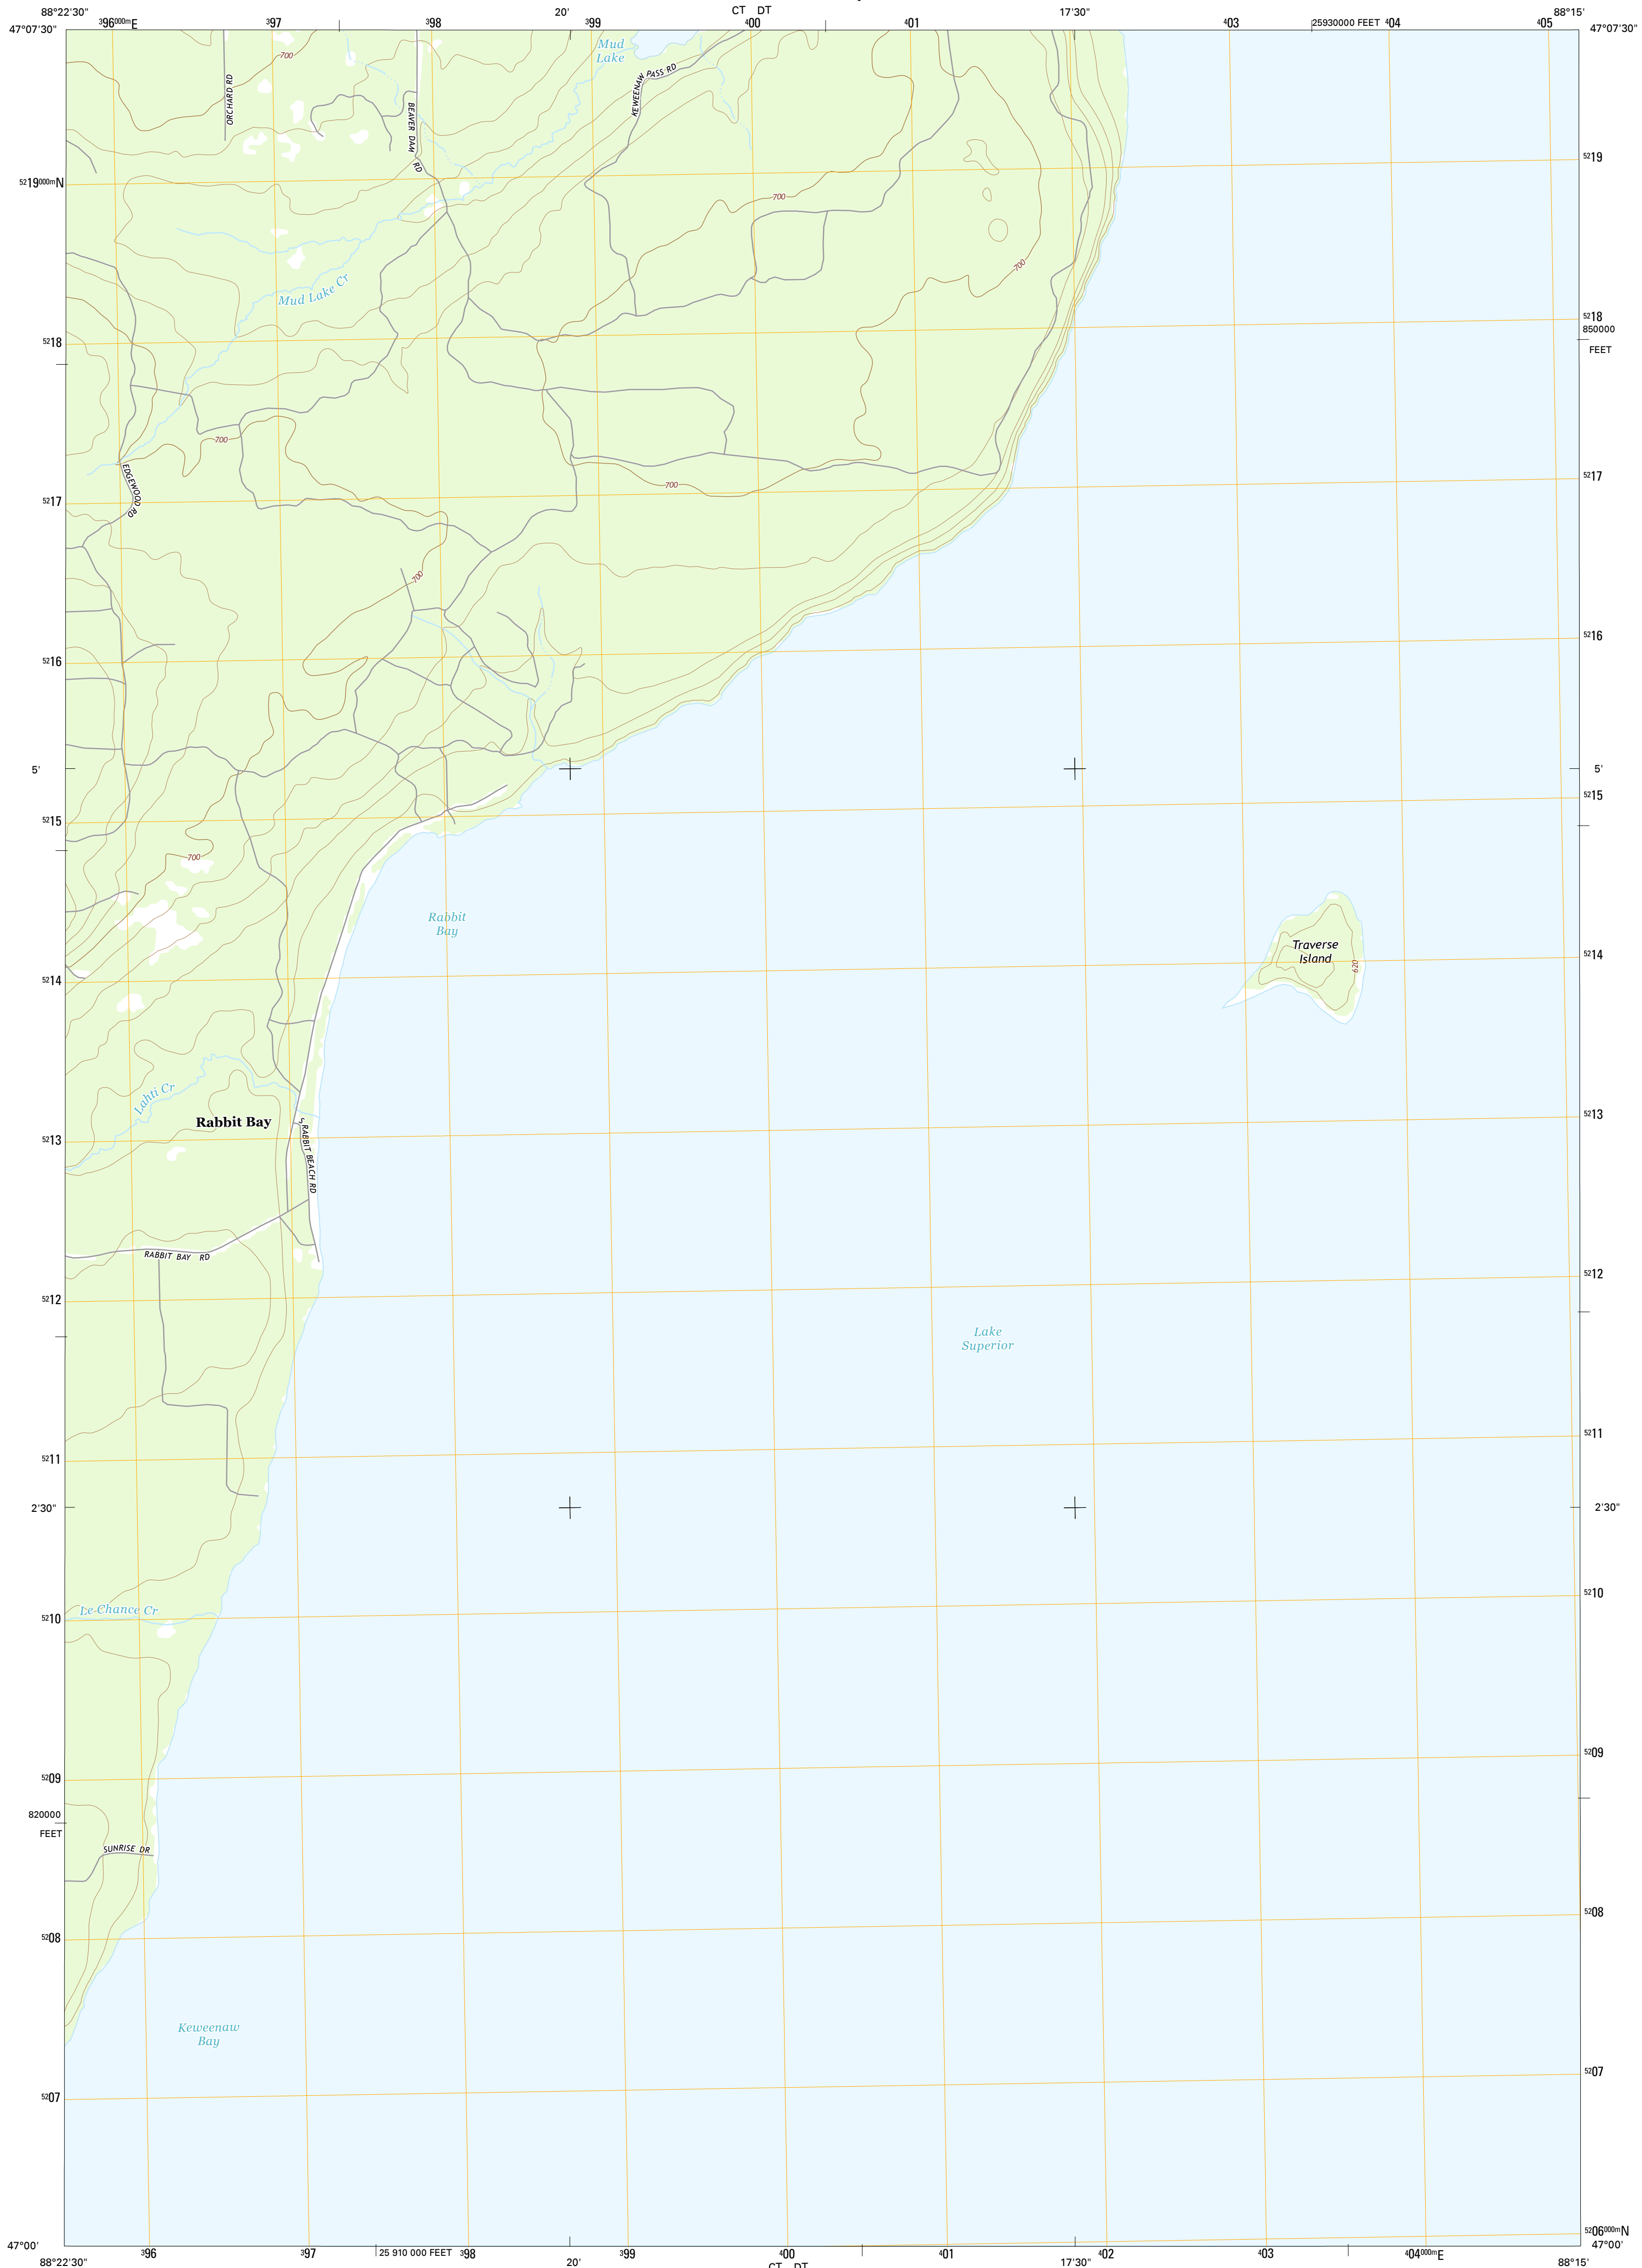 88°22'30"
³96⁰⁰⁰ᵐE
³97
³98
20'
³99
CT DT
⁴00
⁴01
17'30"
⁴03
25930000 FEET
⁴04
88°15'
⁴05
47°07'30"
47°07'30"
Mud
Lake
KEWEENAW PASS RD
700
ORCHARD RD
BEAVER DAM RD
⁵²19
⁵²19⁰⁰⁰ᵐN
700
700
Mud Lake Cr
⁵²18
850000
FEET
⁵²18
700
EDGEWOOD RD
700
⁵²17
⁵²17
700
⁵²16
⁵²16
5'
5'
⁵²15
⁵²15
700
Rabbit
Bay
Traverse
Island
620
⁵²14
⁵²14
Lahti Cr
Rabbit Bay
S RABBIT BEACH RD
⁵²13
⁵²13
RABBIT BAY RD
⁵²12
⁵²12
Lake
Superior
⁵²11
⁵²11
2'30"
2'30"
⁵²10
Le Chance Cr
⁵²10
⁵²09
⁵²09
820000
FEET
SUNRISE DR
⁵²08
⁵²08
Keweenaw
Bay
⁵²07
⁵²07
⁵²06⁰⁰⁰ᵐN
47°00'
47°00'
88°22'30"
³96
³97
25 910 000 FEET
³98
20'
³99
⁴00
CT DT
⁴01
17'30"
⁴02
⁴03
⁴04⁰⁰⁰ᵐE
88°15'